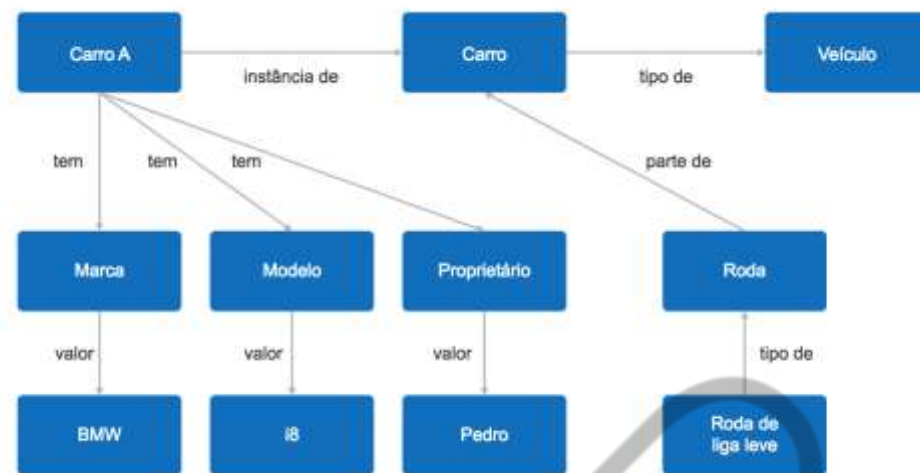 Carro A
instância de
Carro
tipo de
Veículo
tem
tem
tem
parte de
Marca
Modelo
Proprietário
Roda
valor
valor
valor
tipo de
BMW
i8
Pedro
Roda de
liga leve